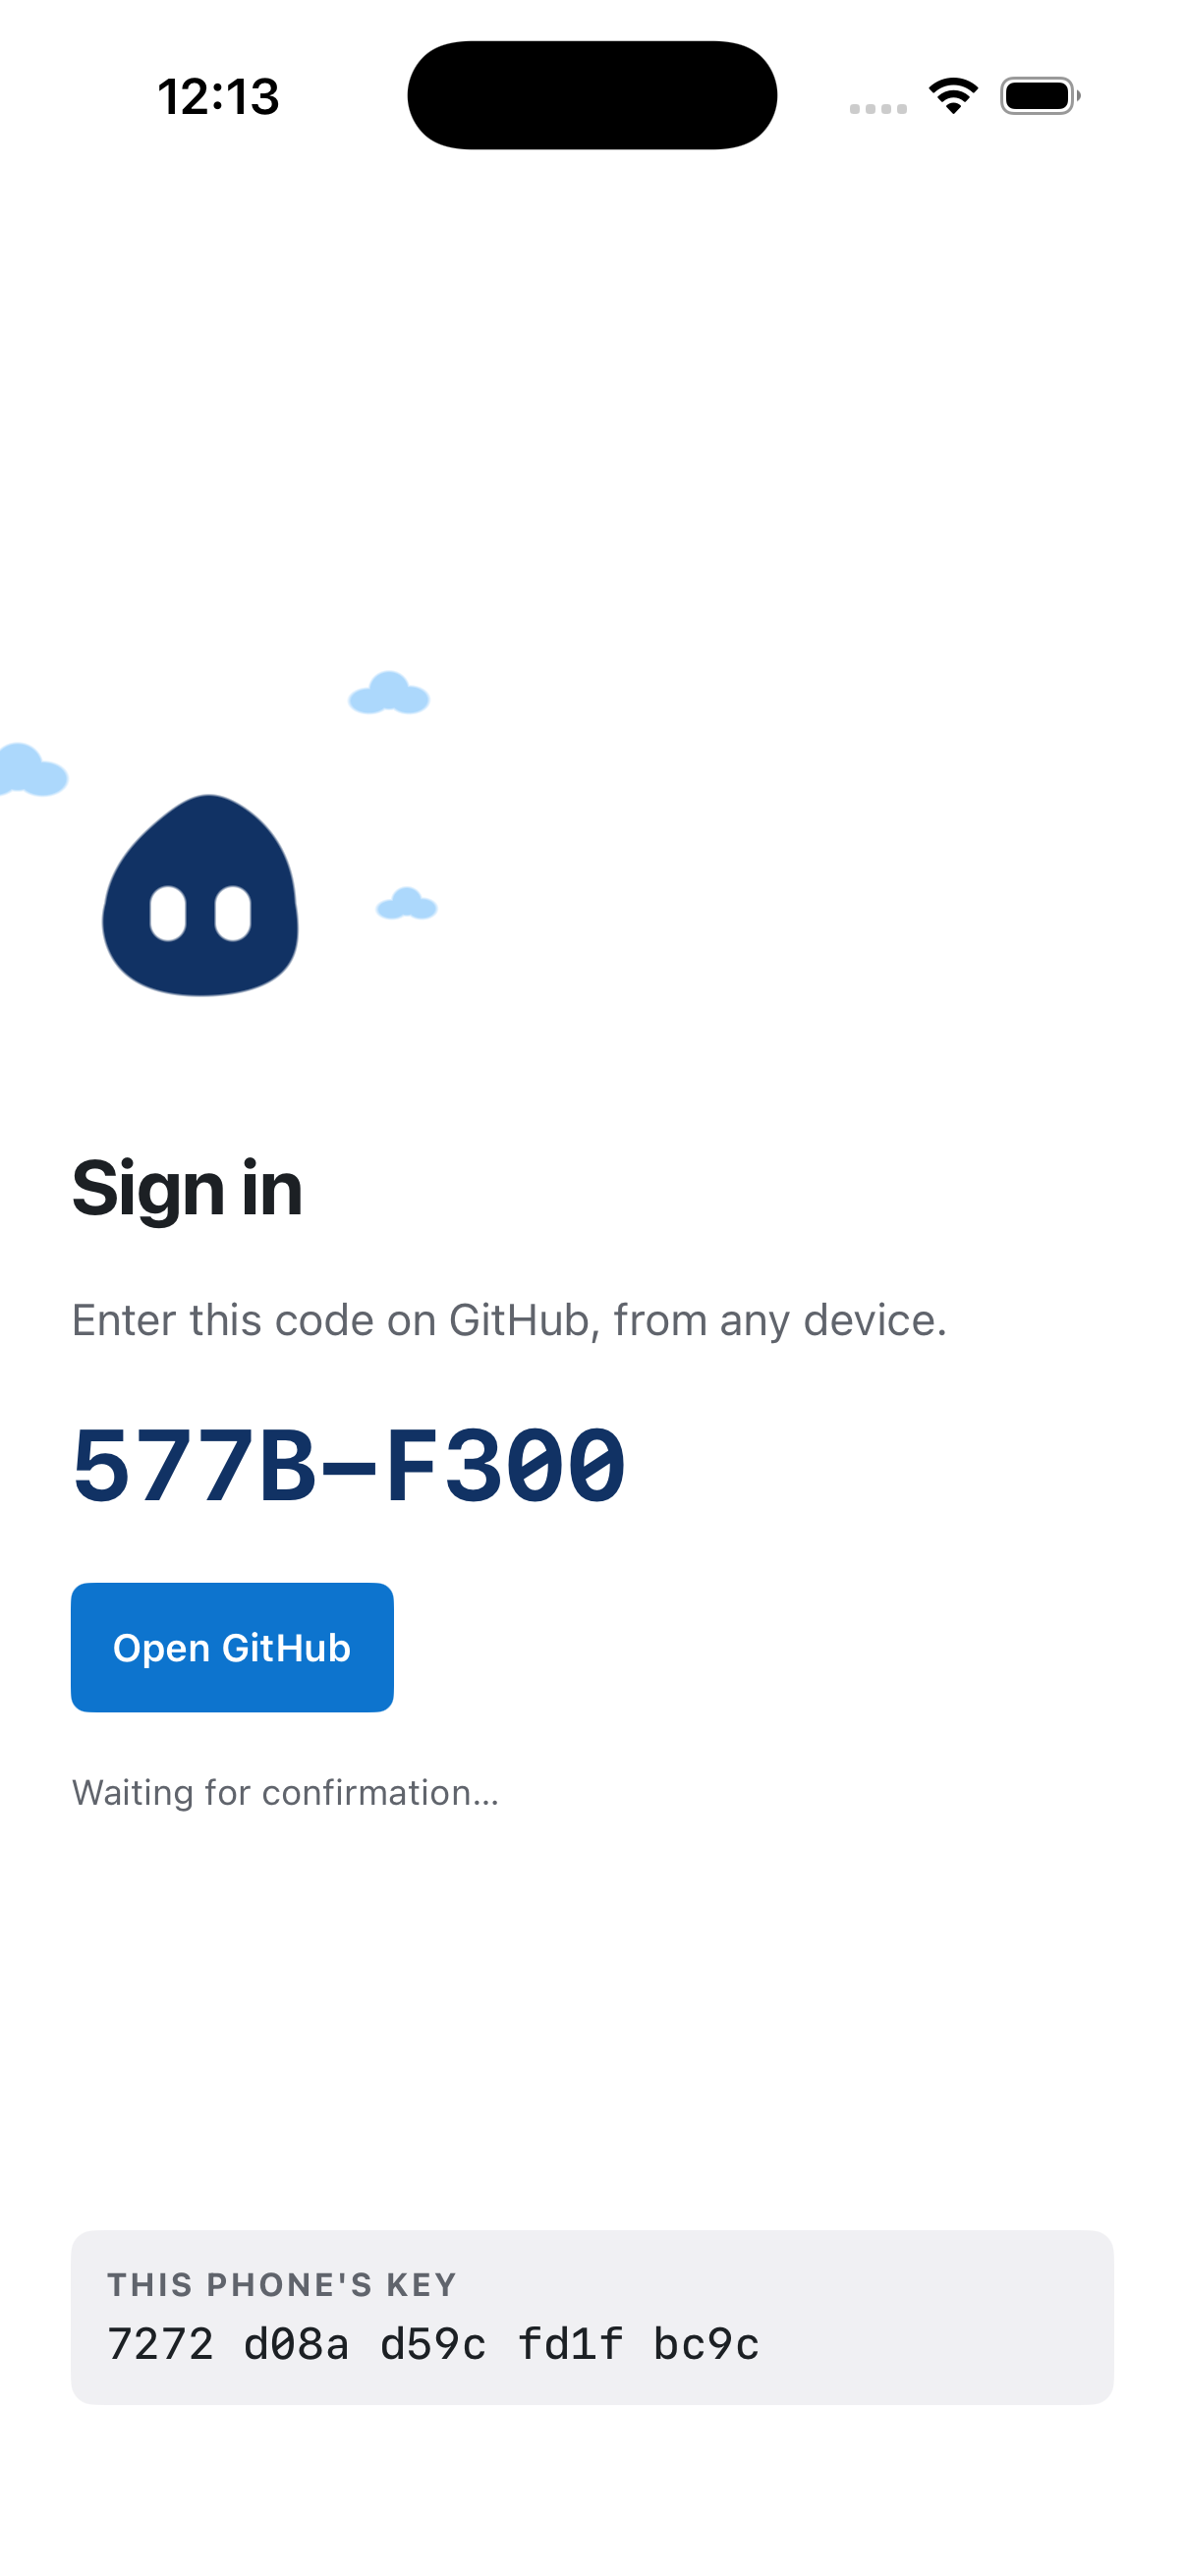 12:13
Sign in
Enter this code on GitHub, from any device.
577B-F300
Open GitHub
Waiting for confirmation...
THIS PHONE'S KEY
7272 d08a d59c fd1f bc9c